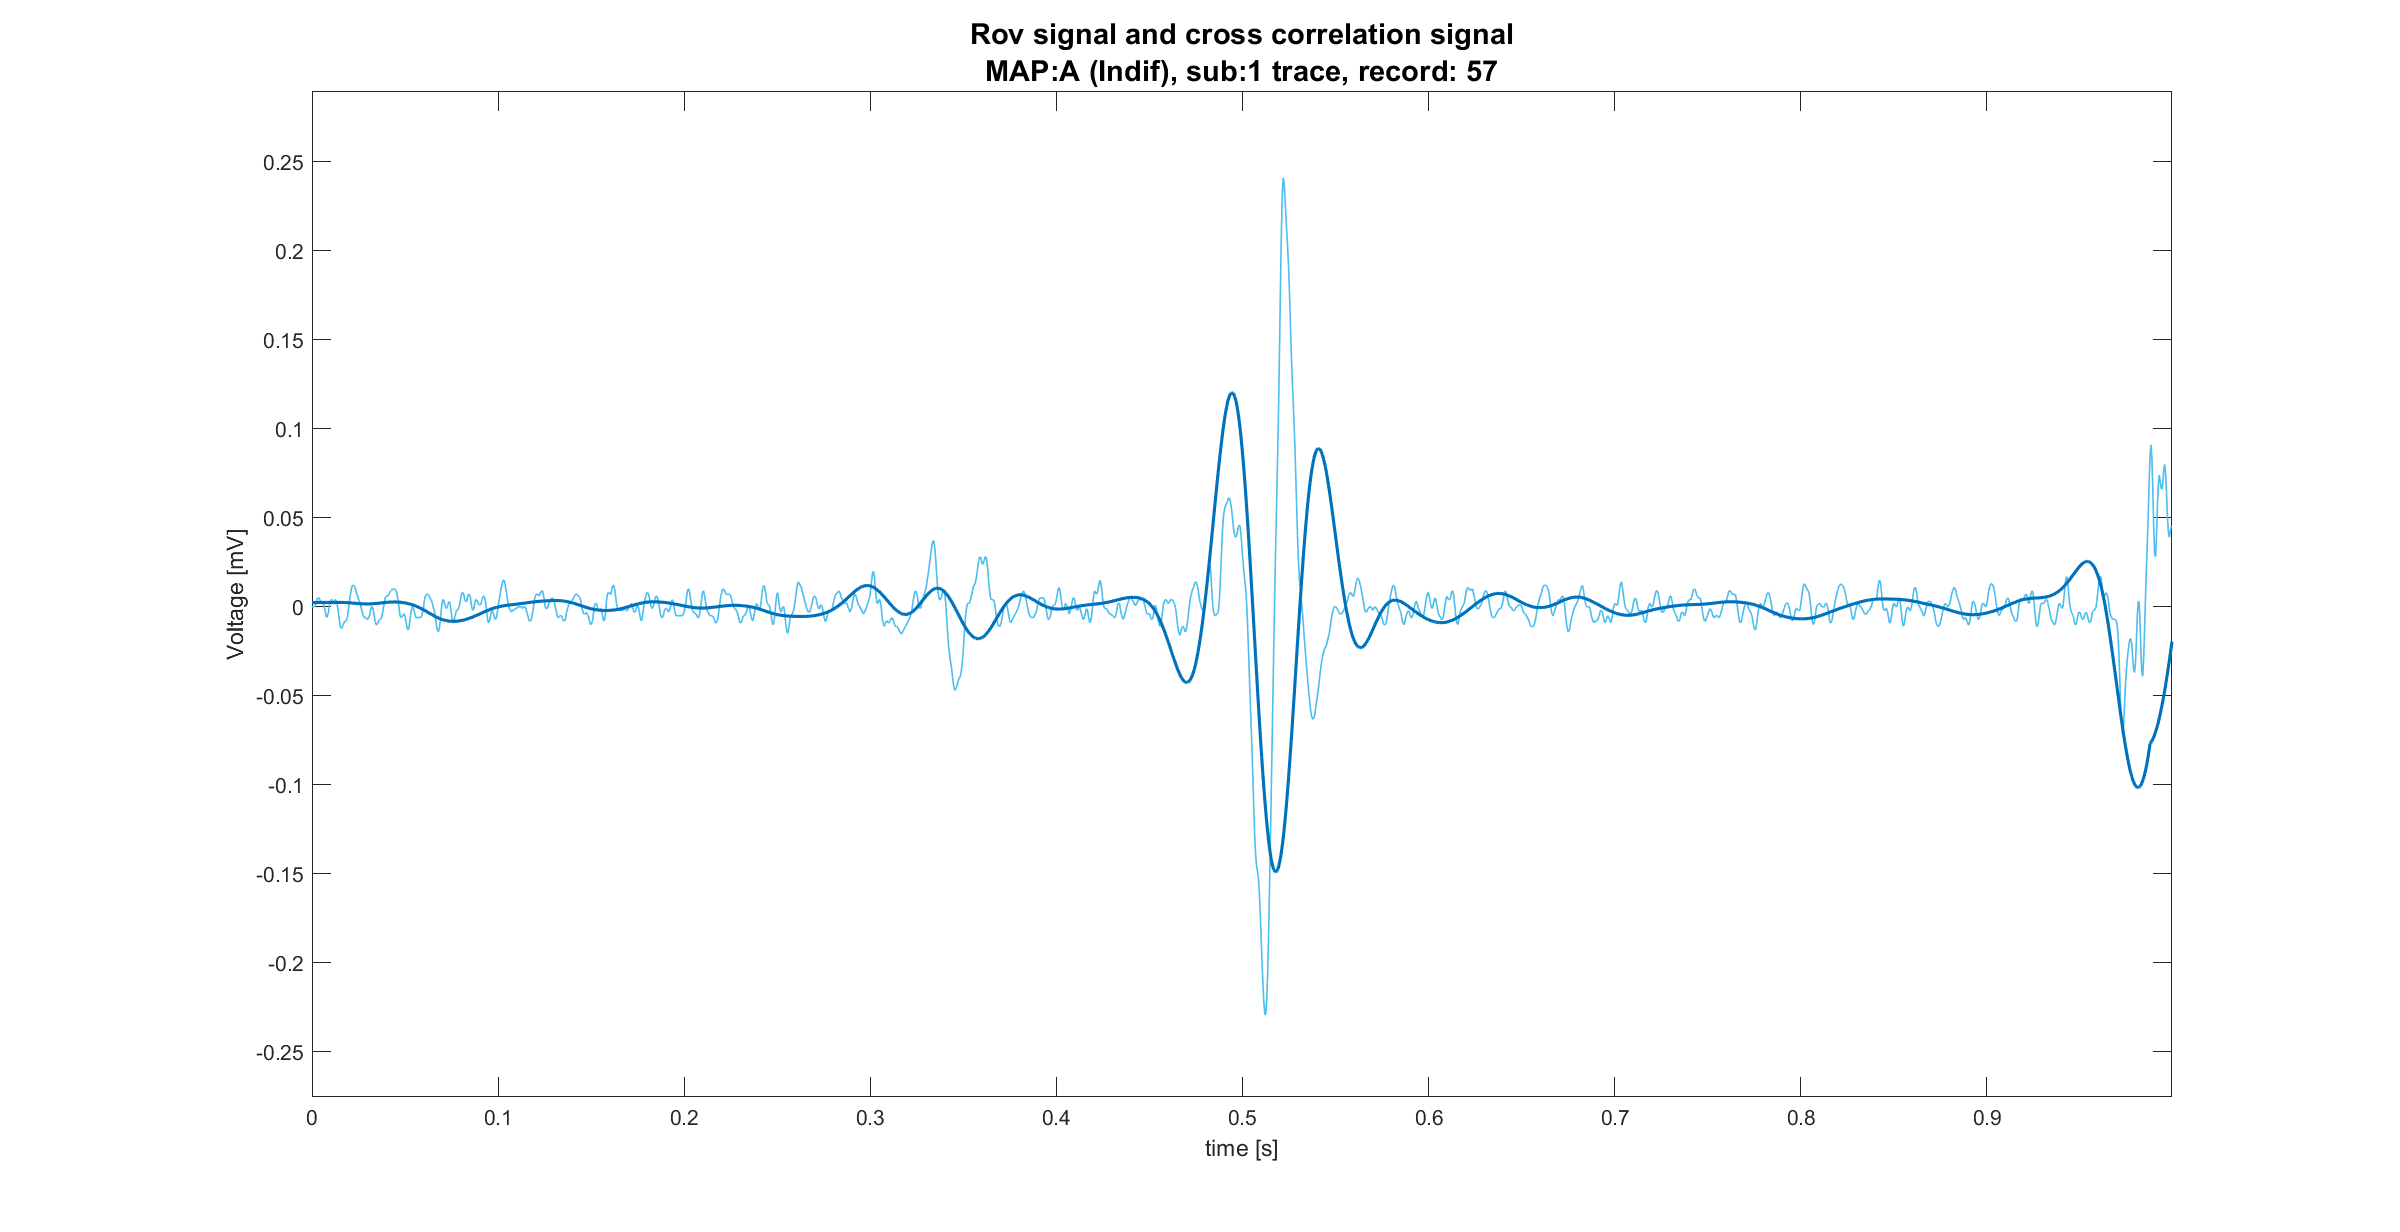 Rov signal and cross correlation signal
MAP:A (Indif), sub:1 trace, record: 57
0.25
0.2
0.15
0.1
0.05
0
-0.05
-0.1
-0.15
-0.2
-0.25
Voltage [mV]
0 0.1 0.2 0.3 0.4 0.5 0.6 0.7 0.8 0.9
time [s]